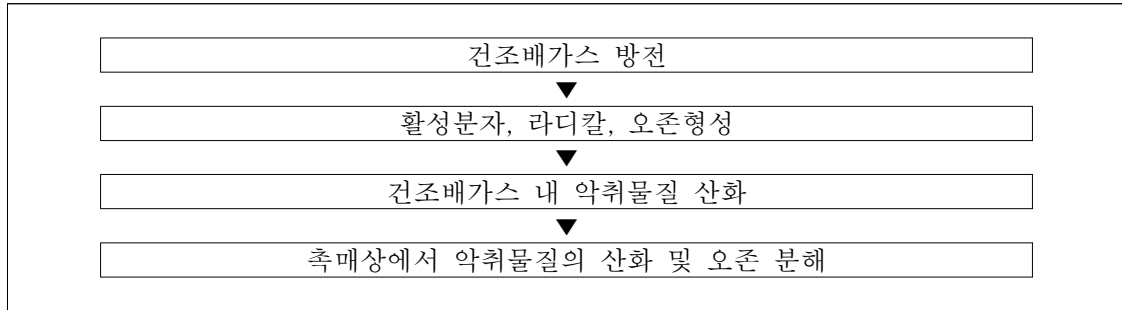 건조배가스 방전
▼
활성분자, 라디칼, 오존형성
▼
건조배가스 내 악취물질 산화
▼
촉매상에서 악취물질의 산화 및 오존 분해